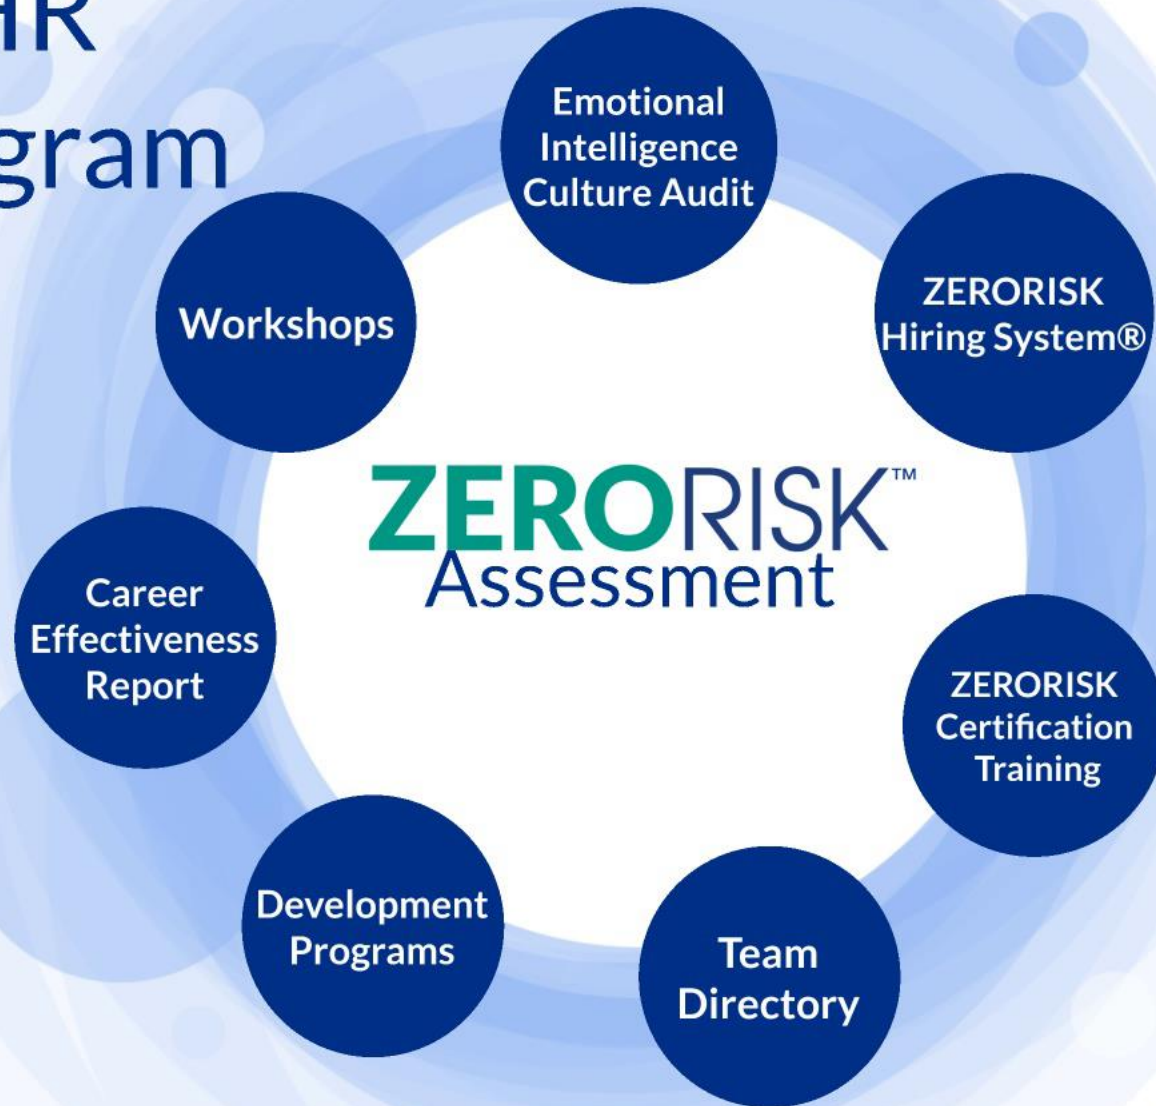 HR
gram
Emotional
Intelligence
Culture Audit
ZERORISK
Hiring System®
ZERORISK
Certification
Training
Team
Directory
Development
Programs
Career
Effectiveness
Report
Workshops
ZERORISK™
Assessment